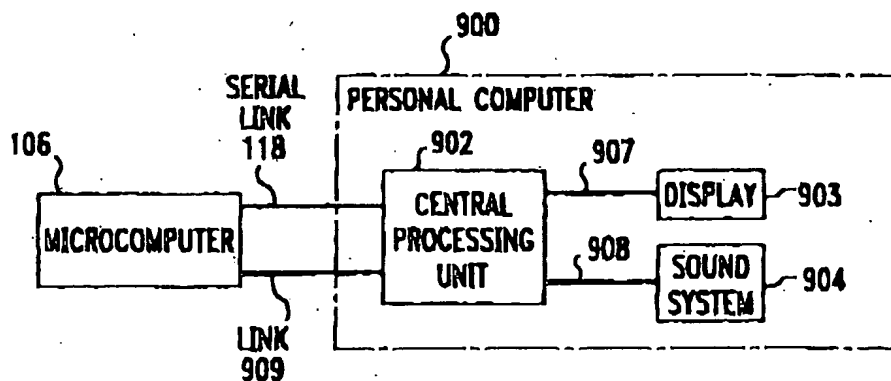 900
SERIAL
LINK
118
PERSONAL COMPUTER
106
902
907
MICROCOMPUTER
CENTRAL
PROCESSING
UNIT
DISPLAY
903
908
SOUND
SYSTEM
904
LINK
909